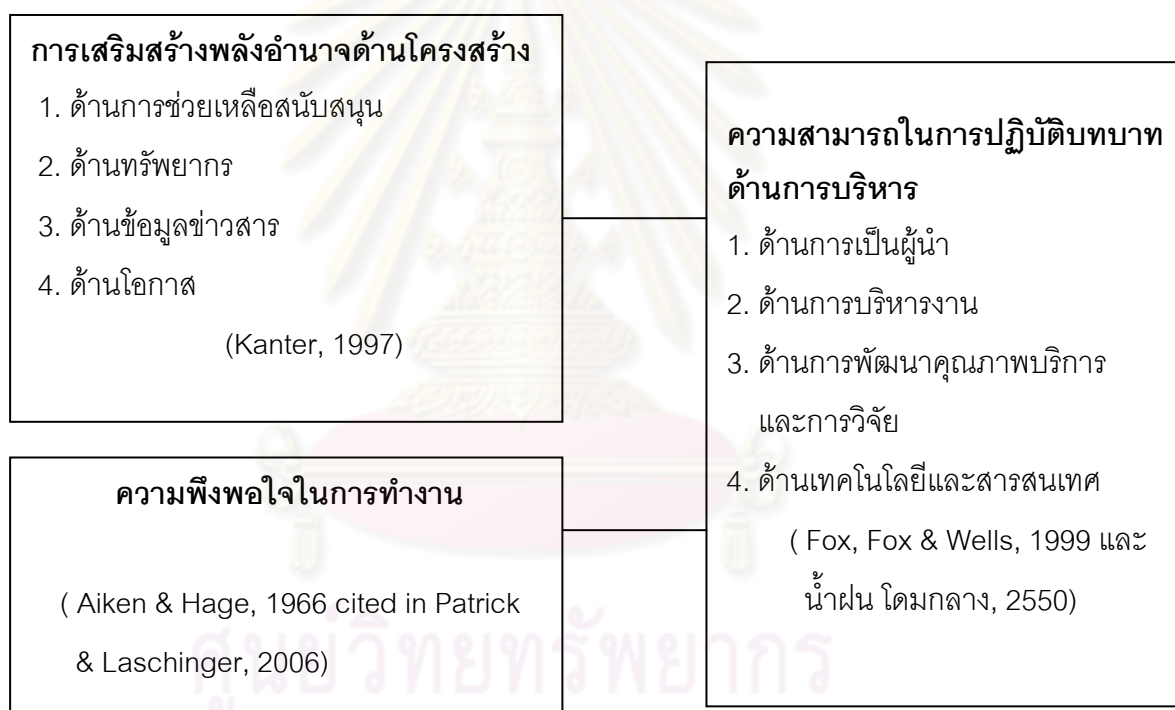 การเสริมสร้างพลังอำนาจด้านโครงสร้าง
1. ด้านการช่วยเหลือสนับสนุน
2. ด้านทรัพยากร
3. ด้านข้อมูลข่าวสาร
4. ด้านโอกาส
(Kanter, 1997)
ความพึงพอใจในการทำงาน
( Aiken & Hage, 1966 cited in Patrick
& Laschinger, 2006)
ความสามารถในการปฏิบัติบทบาท
ด้านการบริหาร
1. ด้านการเป็นผู้นำ
2. ด้านการบริหารงาน
3. ด้านการพัฒนาคุณภาพบริการ
และการวิจัย
4. ด้านเทคโนโลยีและสารสนเทศ
( Fox, Fox & Wells, 1999 และ
น้ำฝน โดมกลาง, 2550)
ศูนย์วิทยทรัพยากร